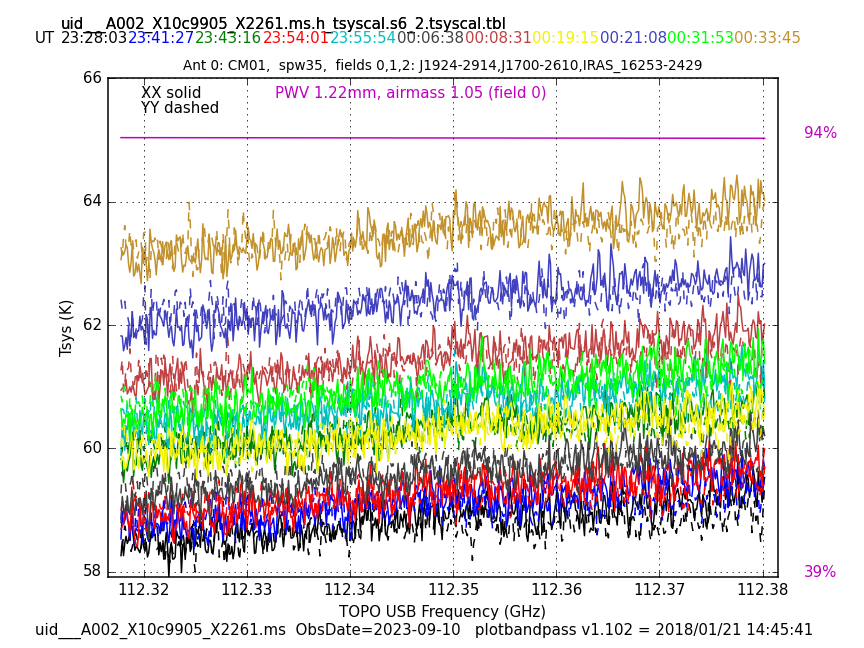 uid___A002_X10c9905_X2261.ms.h_tsyscal.s6_2.tsyscal.tbl
UT 23:28:03 23:41:27 23:43:16 23:54:01 23:55:54 00:06:38 00:08:31 00:19:15 00:21:08 00:31:53 00:33:45
Ant 0: CM01,  spw35,  fields 0,1,2: J1924-2914,J1700-2610,IRAS_16253-2429
66
XX solid
YY dashed
PWV 1.22mm, airmass 1.05 (field 0)
94%
64
62
Tsys (K)
60
58
39%
112.32 112.33 112.34 112.35 112.36 112.37 112.38
TOPO USB Frequency (GHz)
uid___A002_X10c9905_X2261.ms  ObsDate=2023-09-10   plotbandpass v1.102 = 2018/01/21 14:45:41